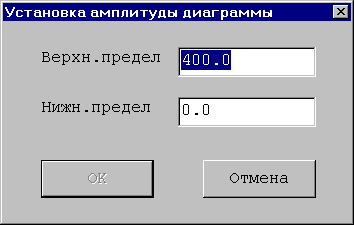 Установка амплитуды диаграммы
Верхн.предел 400.0
Нижн.предел 0.0
OK Отмена